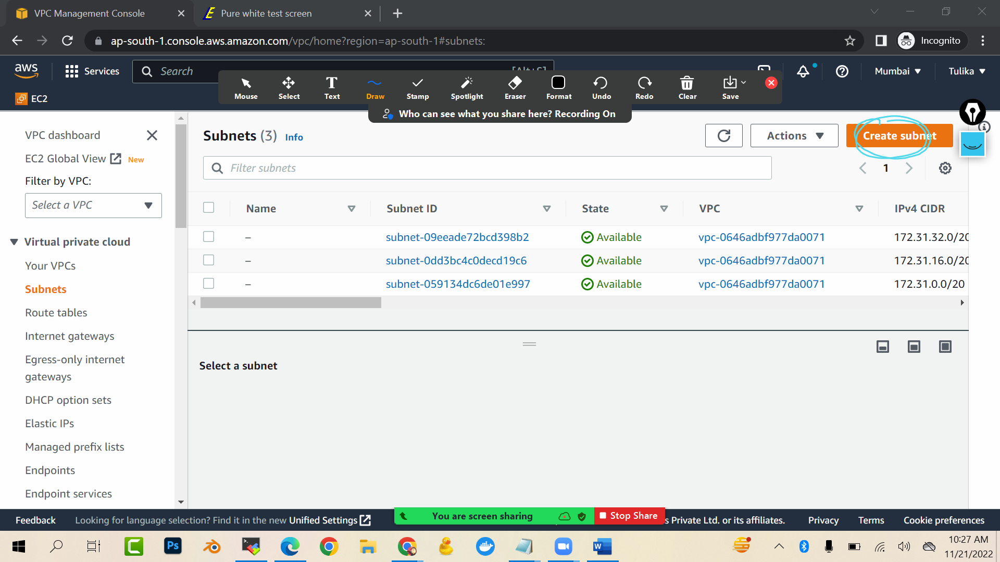 VPC Management Console
Pure white test screen
ap-south-1.console.aws.amazon.com/vpc/home?region=ap-south-1#subnets:
Incognito
aws
Services
Search
[Alt+S]
Mumbai
Tulika
EC2
Mouse
Select
Text
Draw
Stamp
Spotlight
Eraser
Format
Undo
Redo
Clear
Save
Who can see what you share here? Recording On
VPC dashboard
EC2 Global View
New
Filter by VPC:
Select a VPC
Virtual private cloud
Your VPCs
Subnets
Route tables
Internet gateways
Egress-only internet
gateways
DHCP option sets
Elastic IPs
Managed prefix lists
Endpoints
Endpoint services
Subnets (3) Info
Actions
Create subnet
Filter subnets
1
Name
Subnet ID
State
VPC
IPv4 CIDR
– subnet-09eeade72bcd398b2 Available vpc-0646adbf977da0071 172.31.32.0/20
– subnet-0dd3bc4c0decd19c6 Available vpc-0646adbf977da0071 172.31.16.0/20
– subnet-059134dc6de01e997 Available vpc-0646adbf977da0071 172.31.0.0/20
Select a subnet
Feedback
Looking for language selection? Find it in the new Unified Settings
You are screen sharing
Stop Share
s Private Ltd. or its affiliates.
Privacy
Terms
Cookie preferences
Ps
W
10:27 AM
11/21/2022